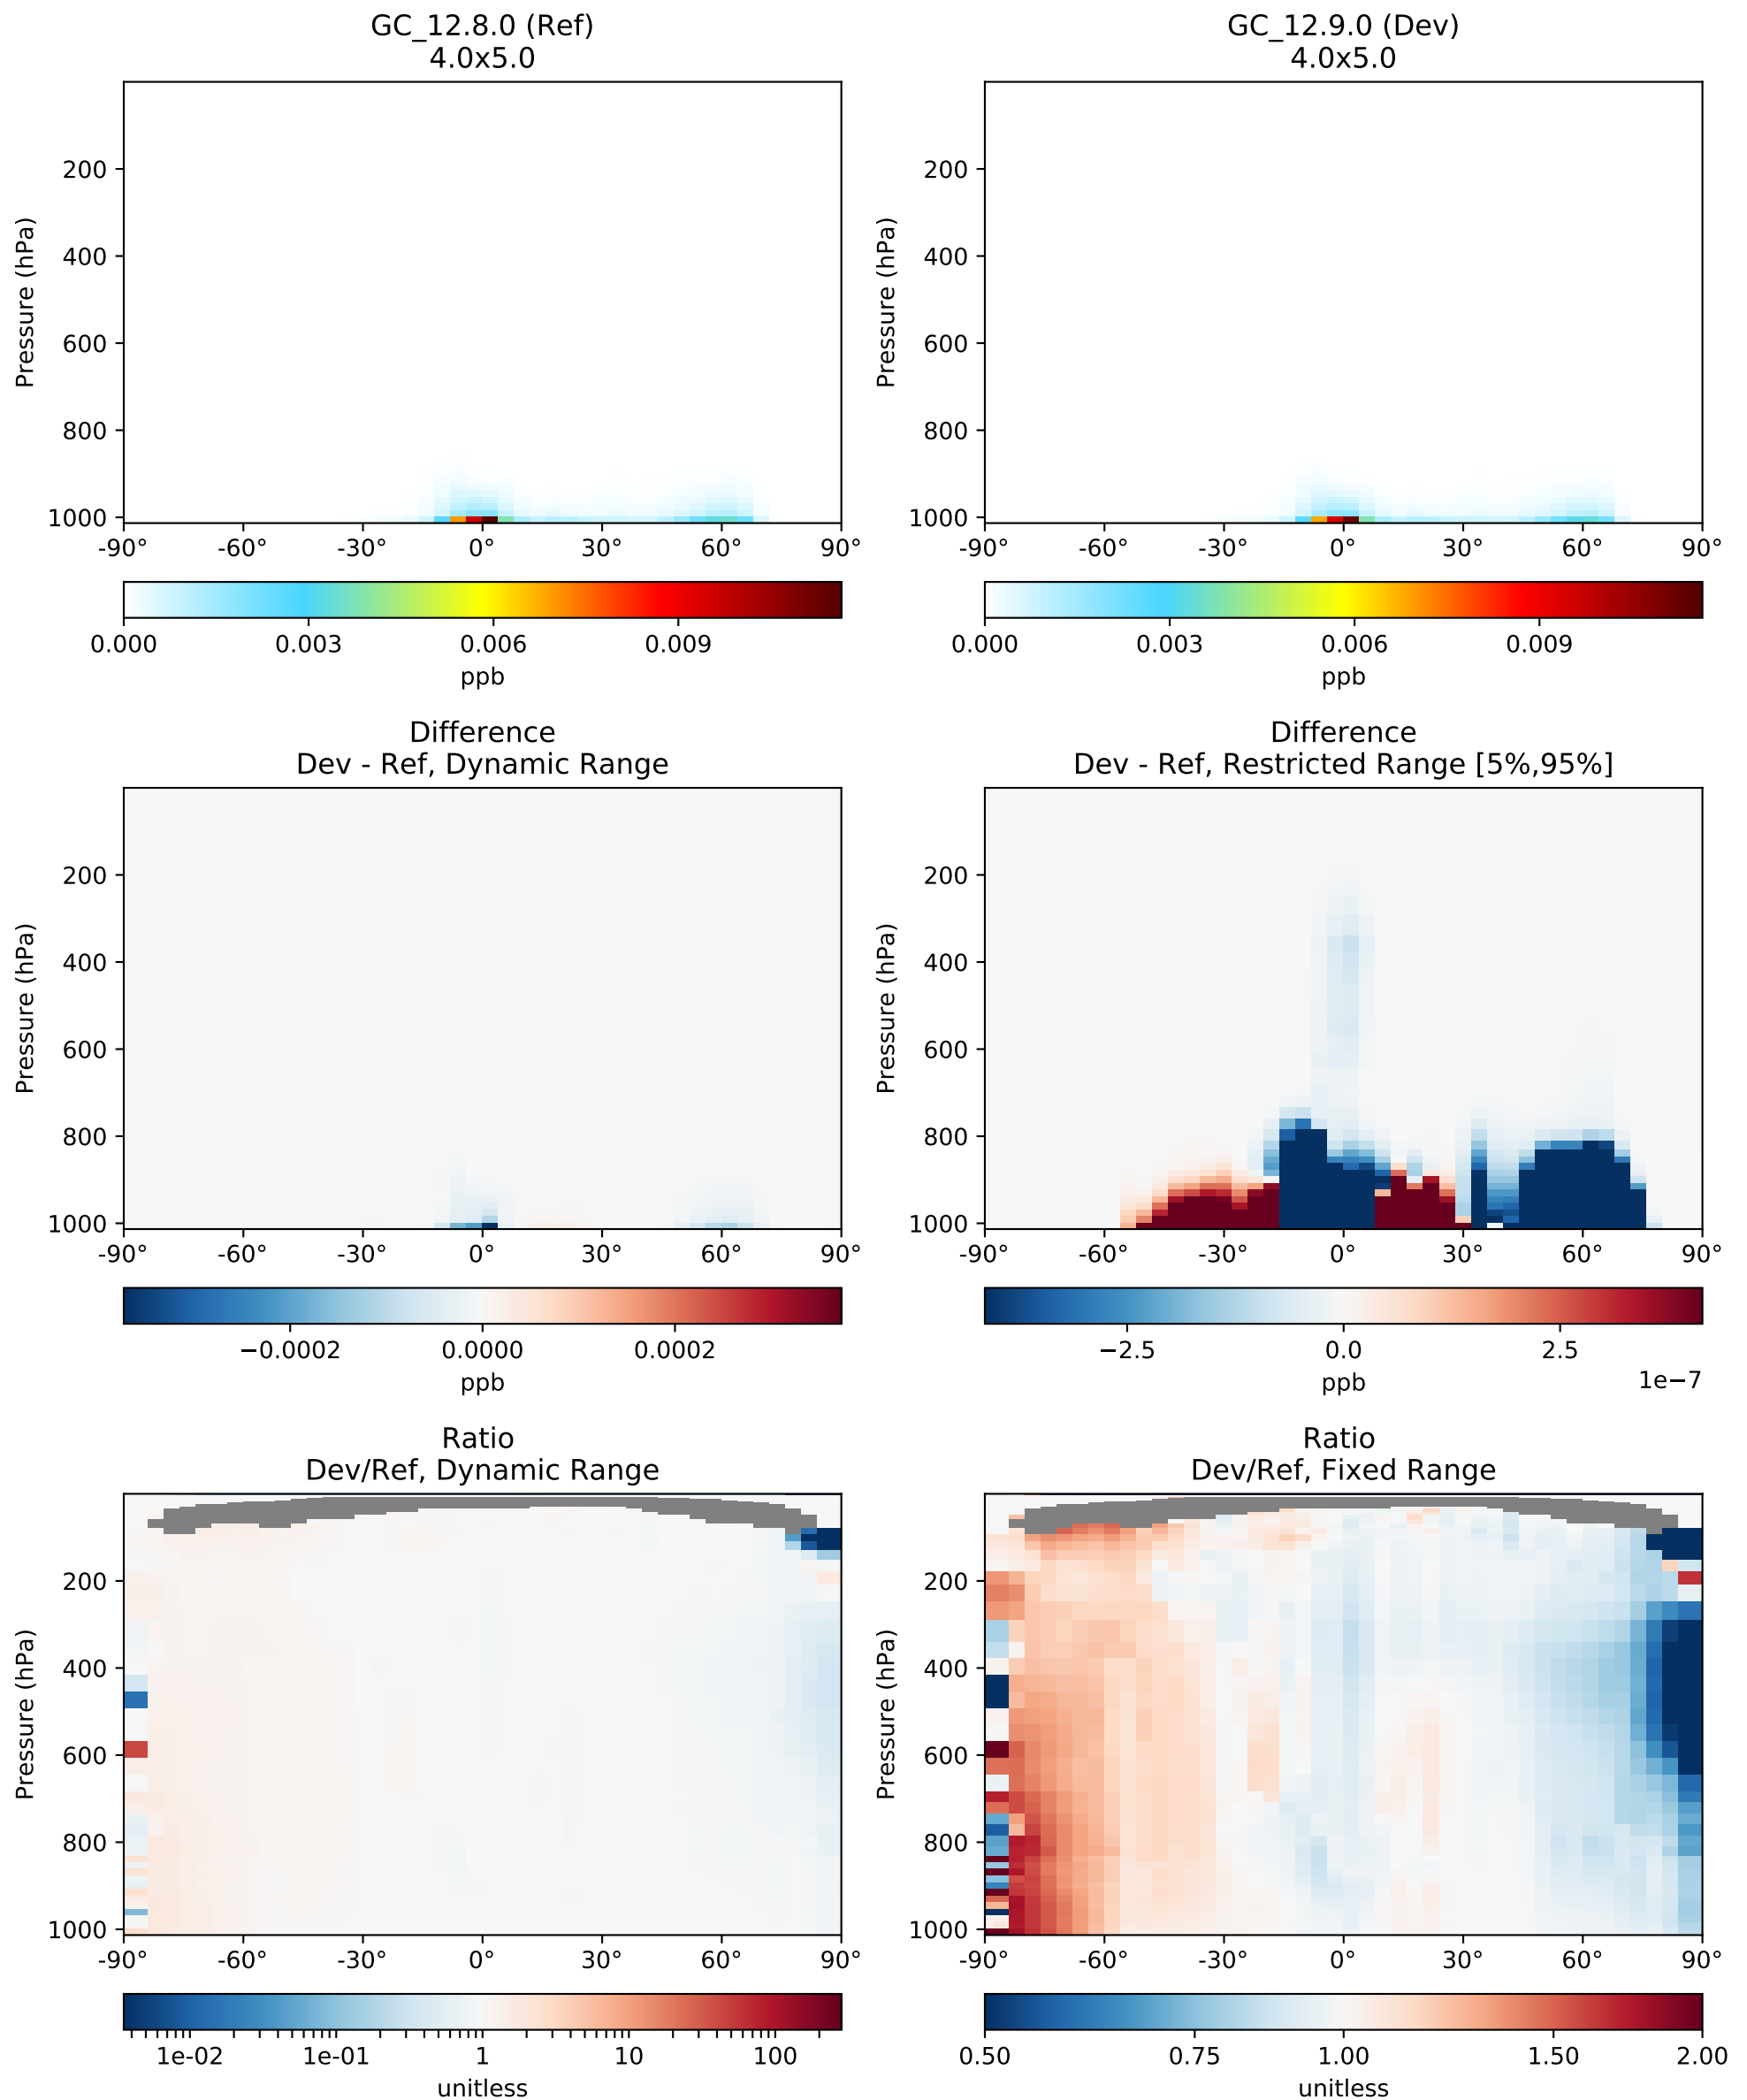 GC_12.8.0 (Ref)
4.0x5.0
Pressure (hPa)
200
400
600
800
1000
-90° -60° -30° 0° 30° 60° 90°
0.000 0.003 0.006 0.009
ppb
GC_12.9.0 (Dev)
4.0x5.0
Pressure (hPa)
200
400
600
800
1000
-90° -60° -30° 0° 30° 60° 90°
0.000 0.003 0.006 0.009
ppb
Difference
Dev - Ref, Dynamic Range
Pressure (hPa)
200
400
600
800
1000
-90° -60° -30° 0° 30° 60° 90°
−0.0002 0.0000 0.0002
ppb
Difference
Dev - Ref, Restricted Range [5%,95%]
Pressure (hPa)
200
400
600
800
1000
-90° -60° -30° 0° 30° 60° 90°
−2.5 0.0 2.5
ppb
1e−7
Ratio
Dev/Ref, Dynamic Range
Pressure (hPa)
200
400
600
800
1000
-90° -60° -30° 0° 30° 60° 90°
1e-02 1e-01 1 10 100
unitless
Ratio
Dev/Ref, Fixed Range
Pressure (hPa)
200
400
600
800
1000
-90° -60° -30° 0° 30° 60° 90°
0.50 0.75 1.00 1.50 2.00
unitless